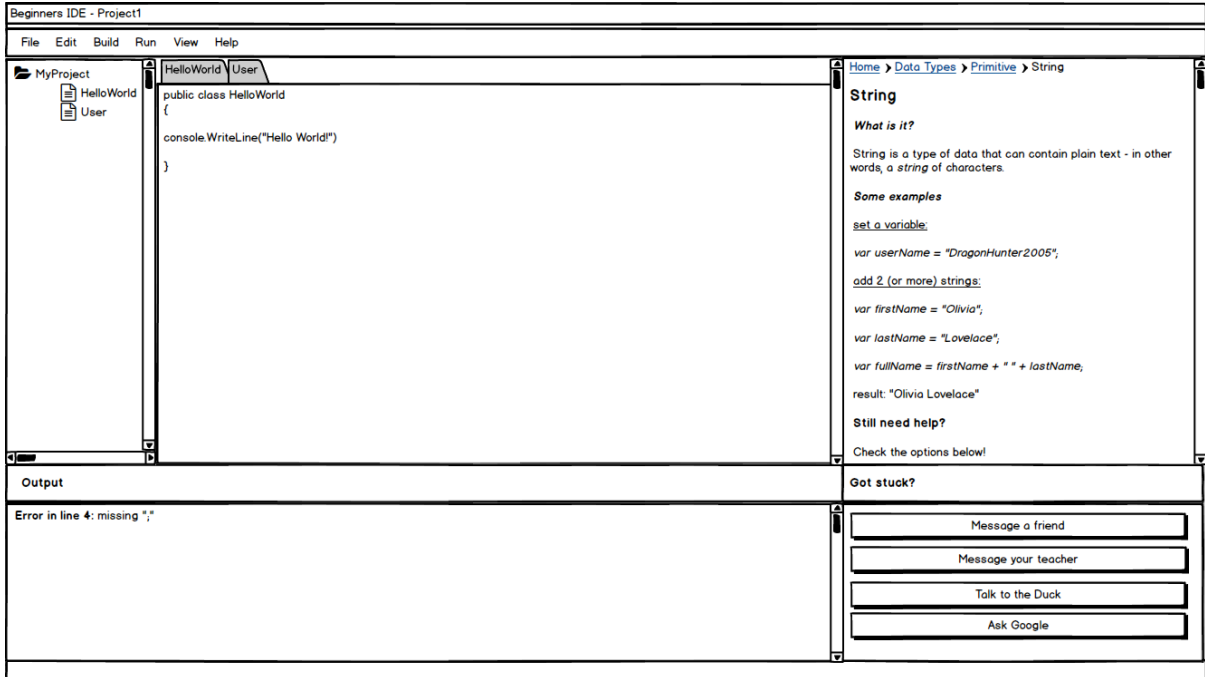 Beginners IDE - Project1
File Edit Build Run View Help
MyProject
HelloWorld
User
HelloWorld User
public class HelloWorld
{
console.WriteLine("Hello World!")
}
Home > Data Types > Primitive > String
String
What is it?
String is a type of data that can contain plain text - in other
words, a string of characters.
Some examples
set a variable:
var userName = "DragonHunter2005";
add 2 (or more) strings:
var firstName = "Olivia";
var lastName = "Lovelace";
var fullName = firstName + " " + lastName;
result: "Olivia Lovelace"
Still need help?
Check the options below!
Output
Error in line 4: missing ";"
Got stuck?
Message a friend
Message your teacher
Talk to the Duck
Ask Google